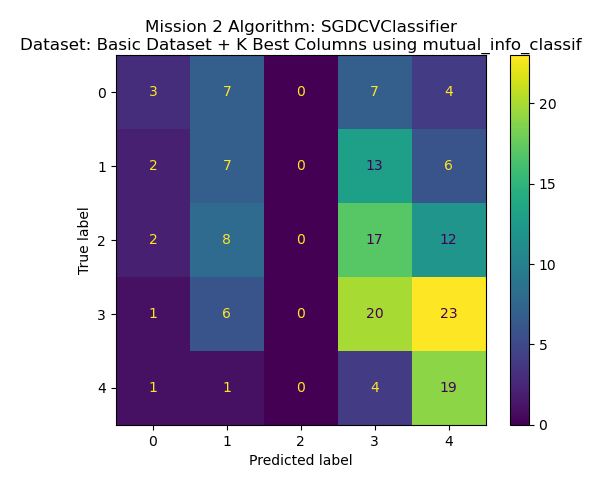 Mission 2 Algorithm: SGDCVClassifier
Dataset: Basic Dataset + K Best Columns using mutual_info_classif
0 3 7 0 7 4
1 2 7 0 13 6
2 2 8 0 17 12
3 1 6 0 20 23
4 1 1 0 4 19
0 1 2 3 4
True label
Predicted label
20
15
10
5
0